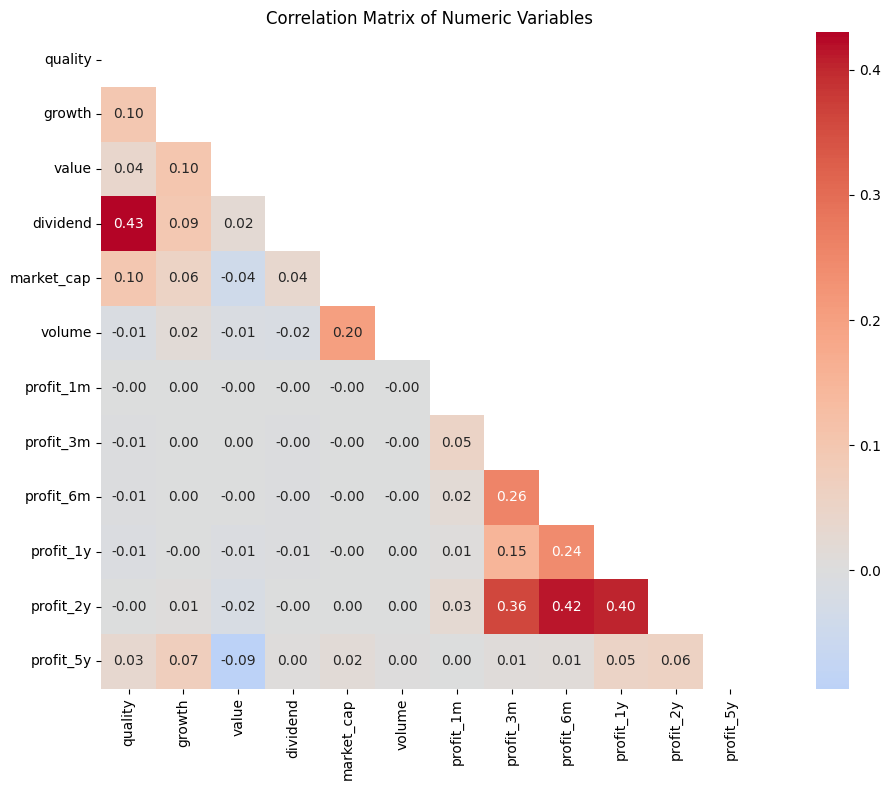 Correlation Matrix of Numeric Variables
quality
growth 0.10
value 0.04 0.10
dividend 0.43 0.09 0.02
market_cap 0.10 0.06 -0.04 0.04
volume -0.01 0.02 -0.01 -0.02 0.20
profit_1m -0.00 0.00 -0.00 -0.00 -0.00 -0.00
profit_3m -0.01 0.00 0.00 -0.00 -0.00 -0.00 0.05
profit_6m -0.01 0.00 -0.00 -0.00 -0.00 -0.00 0.02 0.26
profit_1y -0.01 -0.00 -0.01 -0.01 -0.00 0.00 0.01 0.15 0.24
profit_2y -0.00 0.01 -0.02 -0.00 0.00 0.00 0.03 0.36 0.42 0.40
profit_5y 0.03 0.07 -0.09 0.00 0.02 0.00 0.00 0.01 0.01 0.05 0.06
quality growth value dividend market_cap volume profit_1m profit_3m profit_6m profit_1y profit_2y profit_5y
0.4
0.3
0.2
0.1
0.0